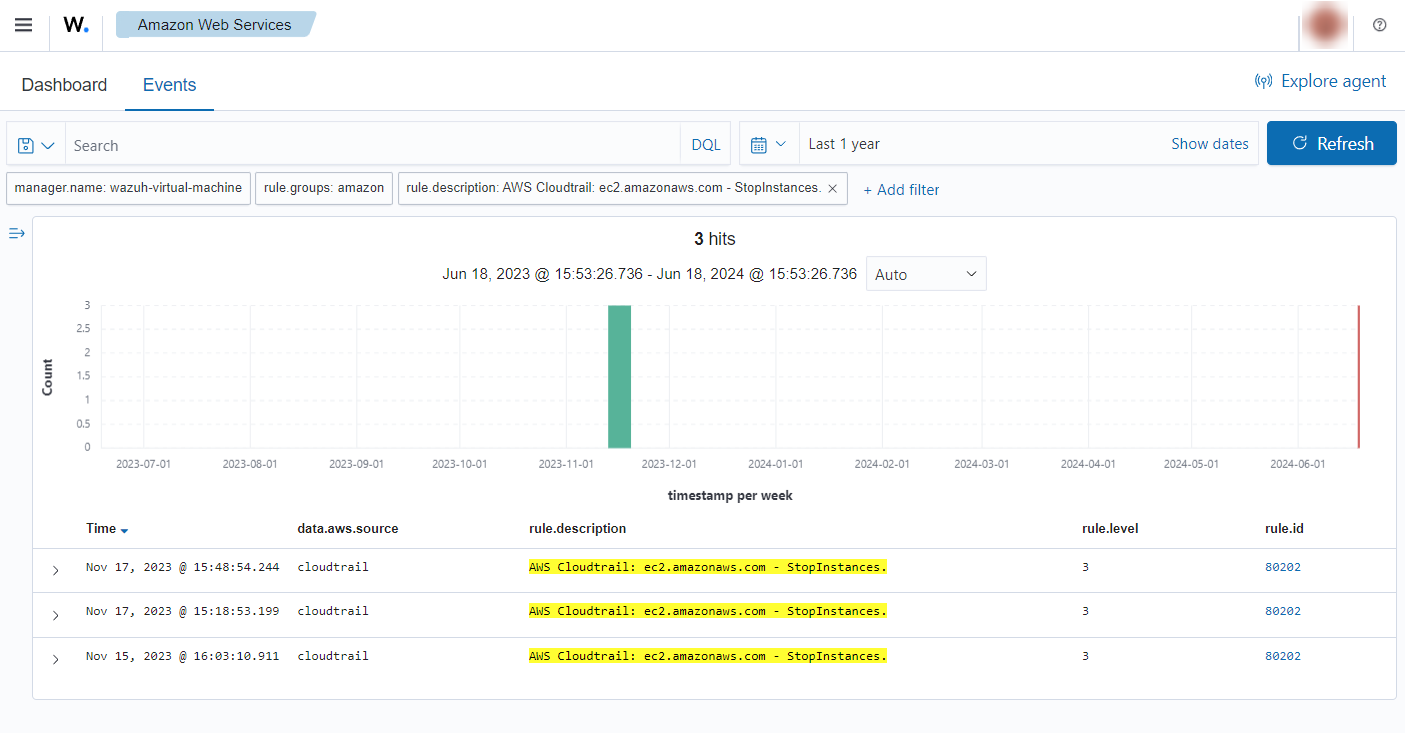 W. Amazon Web Services
Dashboard Events Explore agent
Search DQL Last 1 year Show dates Refresh
manager.name: wazuh-virtual-machine rule.groups: amazon rule.description: AWS Cloudtrail: ec2.amazonaws.com - StopInstances. × + Add filter
3 hits
Jun 18, 2023 @ 15:53:26.736 - Jun 18, 2024 @ 15:53:26.736 Auto
Count
3
2.5
2
1.5
1
0.5
0
2023-07-01 2023-08-01 2023-09-01 2023-10-01 2023-11-01 2023-12-01 2024-01-01 2024-02-01 2024-03-01 2024-04-01 2024-05-01 2024-06-01
timestamp per week
Time data.aws.source rule.description rule.level rule.id
Nov 17, 2023 @ 15:48:54.244 cloudtrail AWS Cloudtrail: ec2.amazonaws.com - StopInstances. 3 80202
Nov 17, 2023 @ 15:18:53.199 cloudtrail AWS Cloudtrail: ec2.amazonaws.com - StopInstances. 3 80202
Nov 15, 2023 @ 16:03:10.911 cloudtrail AWS Cloudtrail: ec2.amazonaws.com - StopInstances. 3 80202